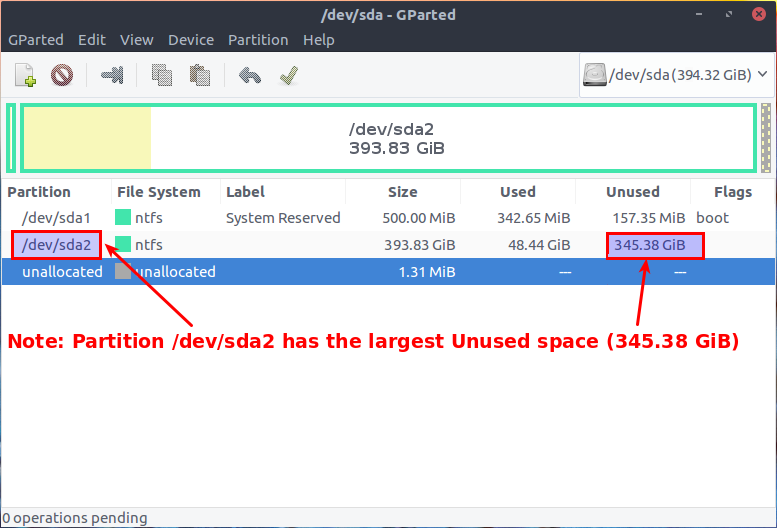 /dev/sda - GParted
GParted Edit View Device Partition Help
/dev/sda (394.32 GiB)
/dev/sda2
393.83 GiB
Partition File System Label Size Used Unused Flags
/dev/sda1 ntfs System Reserved 500.00 MiB 342.65 MiB 157.35 MiB boot
/dev/sda2 ntfs 393.83 GiB 48.44 GiB 345.38 GiB
unallocated unallocated 1.31 MiB --- ---
Note: Partition /dev/sda2 has the largest Unused space (345.38 GiB)
0 operations pending